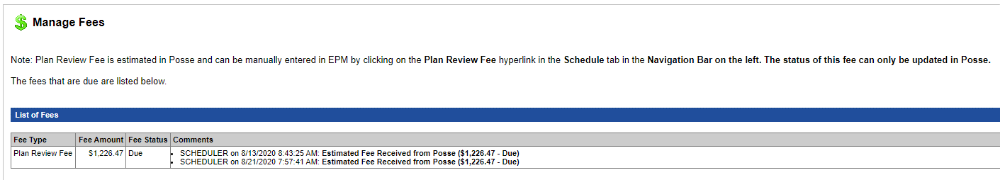 Manage Fees
Note: Plan Review Fee is estimated in Posse and can be manually entered in EPM by clicking on the Plan Review Fee hyperlink in the Schedule tab in the Navigation Bar on the left. The status of this fee can only be updated in Posse.
The fees that are due are listed below.
List of Fees
Fee Type Fee Amount Fee Status Comments
Plan Review Fee $1,226.47 Due • SCHEDULER on 8/13/2020 8:43:25 AM: Estimated Fee Received from Posse ($1,226.47 - Due)
• SCHEDULER on 8/21/2020 7:57:41 AM: Estimated Fee Received from Posse ($1,226.47 - Due)